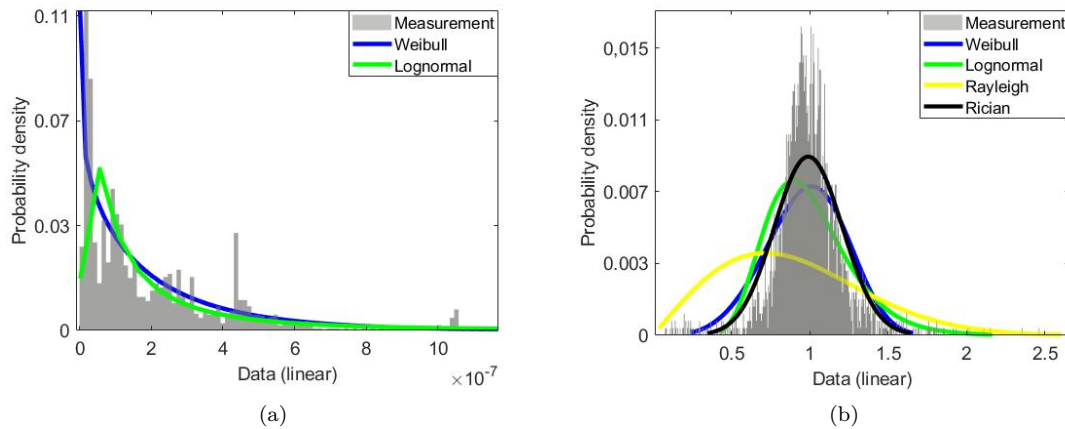 0.11
0.07
0.03
0
Probability density
0 2 4 6 8 10
Data (linear)
×10-7
Measurement
Weibull
Lognormal
(a)
0,015
0.011
0.007
0.003
0
Probability density
0.5 1 1.5 2 2.5
Data (linear)
Measurement
Weibull
Lognormal
Rayleigh
Rician
(b)